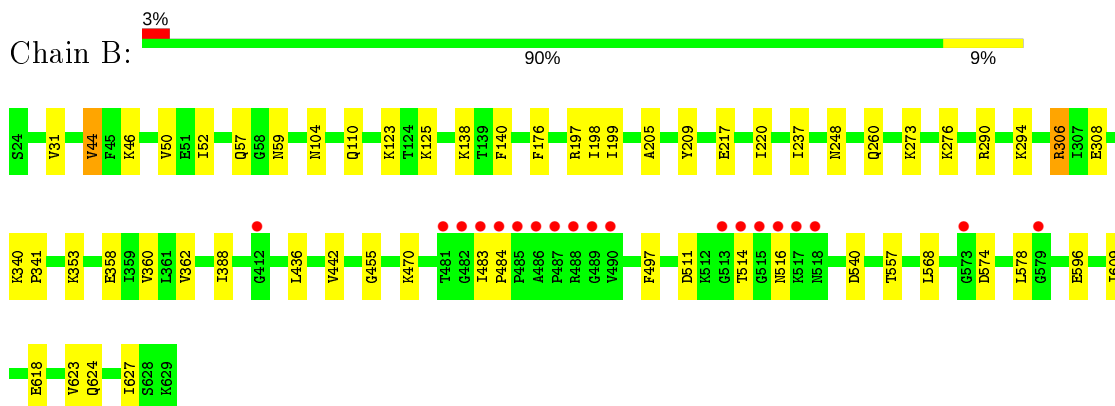 3%
Chain B:
90% 9%
S24 V31 V44 F45 K46 V50 E51 I52 Q57 G58 N59 N104 Q110 K123 T124 K125 K138 T139 F140 F176 R197 I198 I199 A205 Y209 E217 I220 I237 N248 Q260 K273 K276 R290 K294 R306 I307 E308
K340 P341 K353 E358 I359 V360 L361 V362 I388 G412 L436 V442 G455 K470 T481 G482 I483 P484 P485 A486 P487 R488 G489 V490 F497 D511 K512 G513 T514 G515 N516 K517 N518 D540 T557 L568 G573 D574 L578 G579 E596
E618 V623 Q624 I627 S628 K629